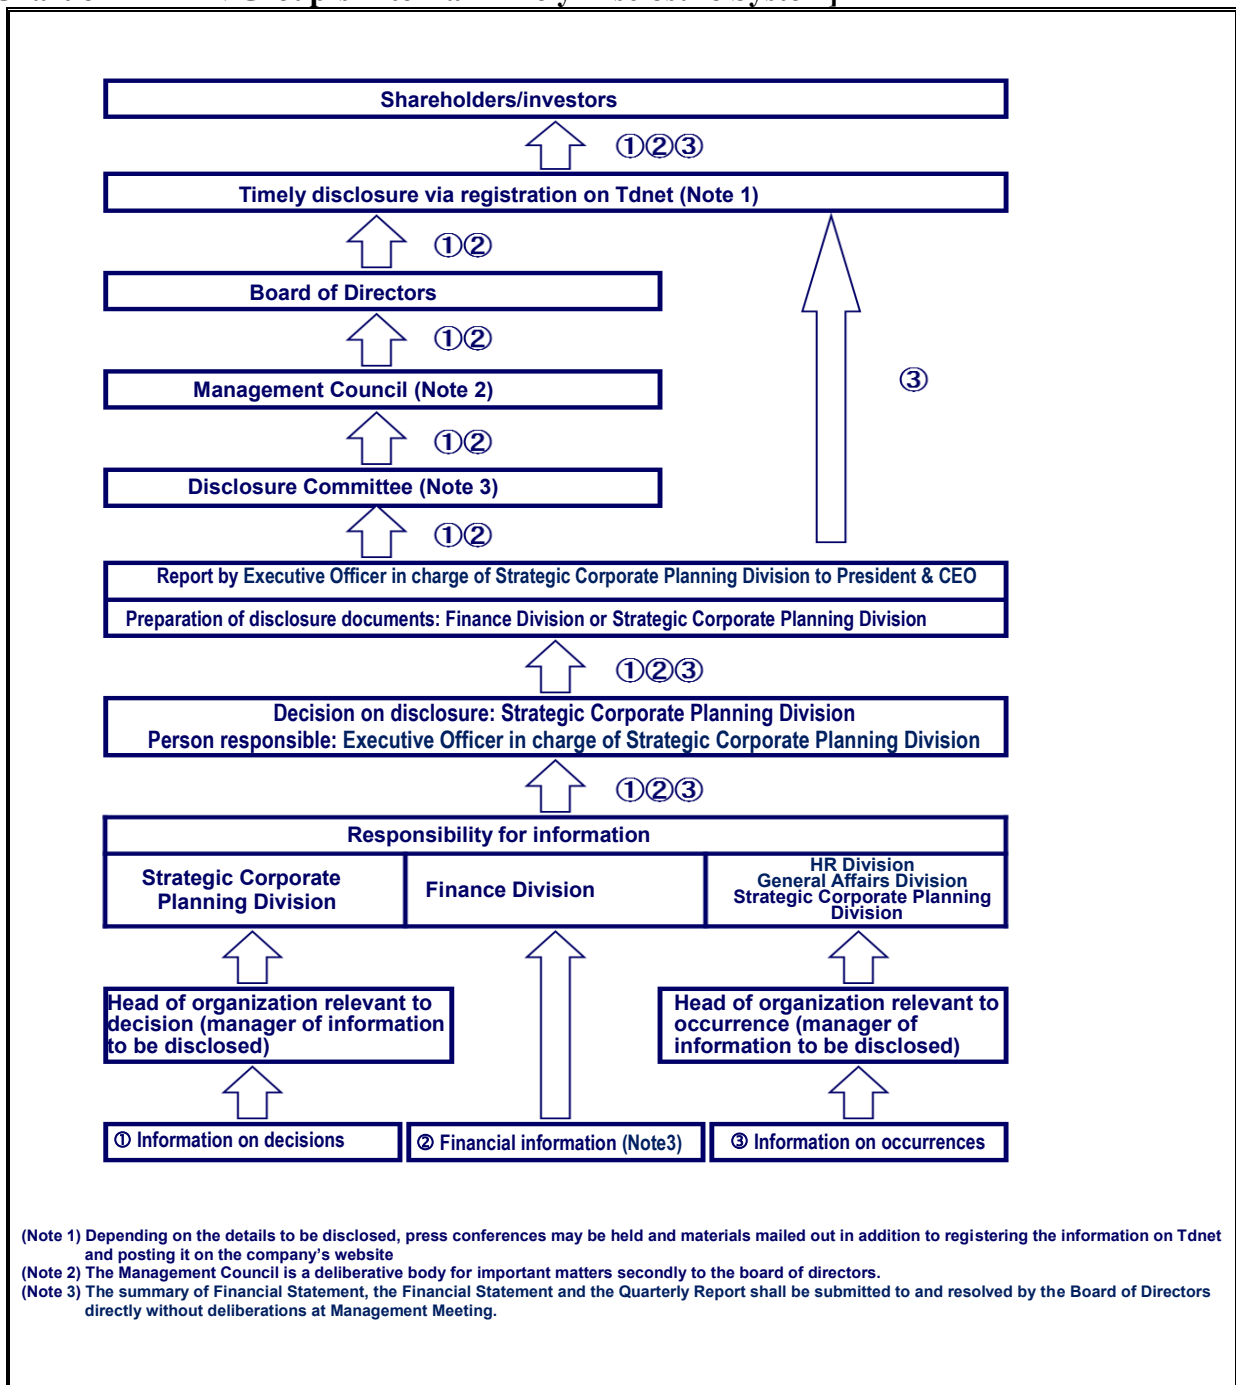 Shareholders/investors
①②③
Timely disclosure via registration on Tdnet (Note 1)
①②
Board of Directors
①②
Management Council (Note 2)
③
①②
Disclosure Committee (Note 3)
①②
Report by Executive Officer in charge of Strategic Corporate Planning Division to President & CEO
Preparation of disclosure documents: Finance Division or Strategic Corporate Planning Division
①②③
Decision on disclosure: Strategic Corporate Planning Division
Person responsible: Executive Officer in charge of Strategic Corporate Planning Division
①②③
Responsibility for information
Strategic Corporate
Planning Division
Finance Division
HR Division
General Affairs Division
Strategic Corporate Planning
Division
Head of organization relevant to
decision (manager of information
to be disclosed)
Head of organization relevant to
occurrence (manager of
information to be disclosed)
① Information on decisions
② Financial information (Note3)
③ Information on occurrences
(Note 1) Depending on the details to be disclosed, press conferences may be held and materials mailed out in addition to registering the information on Tdnet
and posting it on the company's website
(Note 2) The Management Council is a deliberative body for important matters secondly to the board of directors.
(Note 3) The summary of Financial Statement, the Financial Statement and the Quarterly Report shall be submitted to and resolved by the Board of Directors
directly without deliberations at Management Meeting.